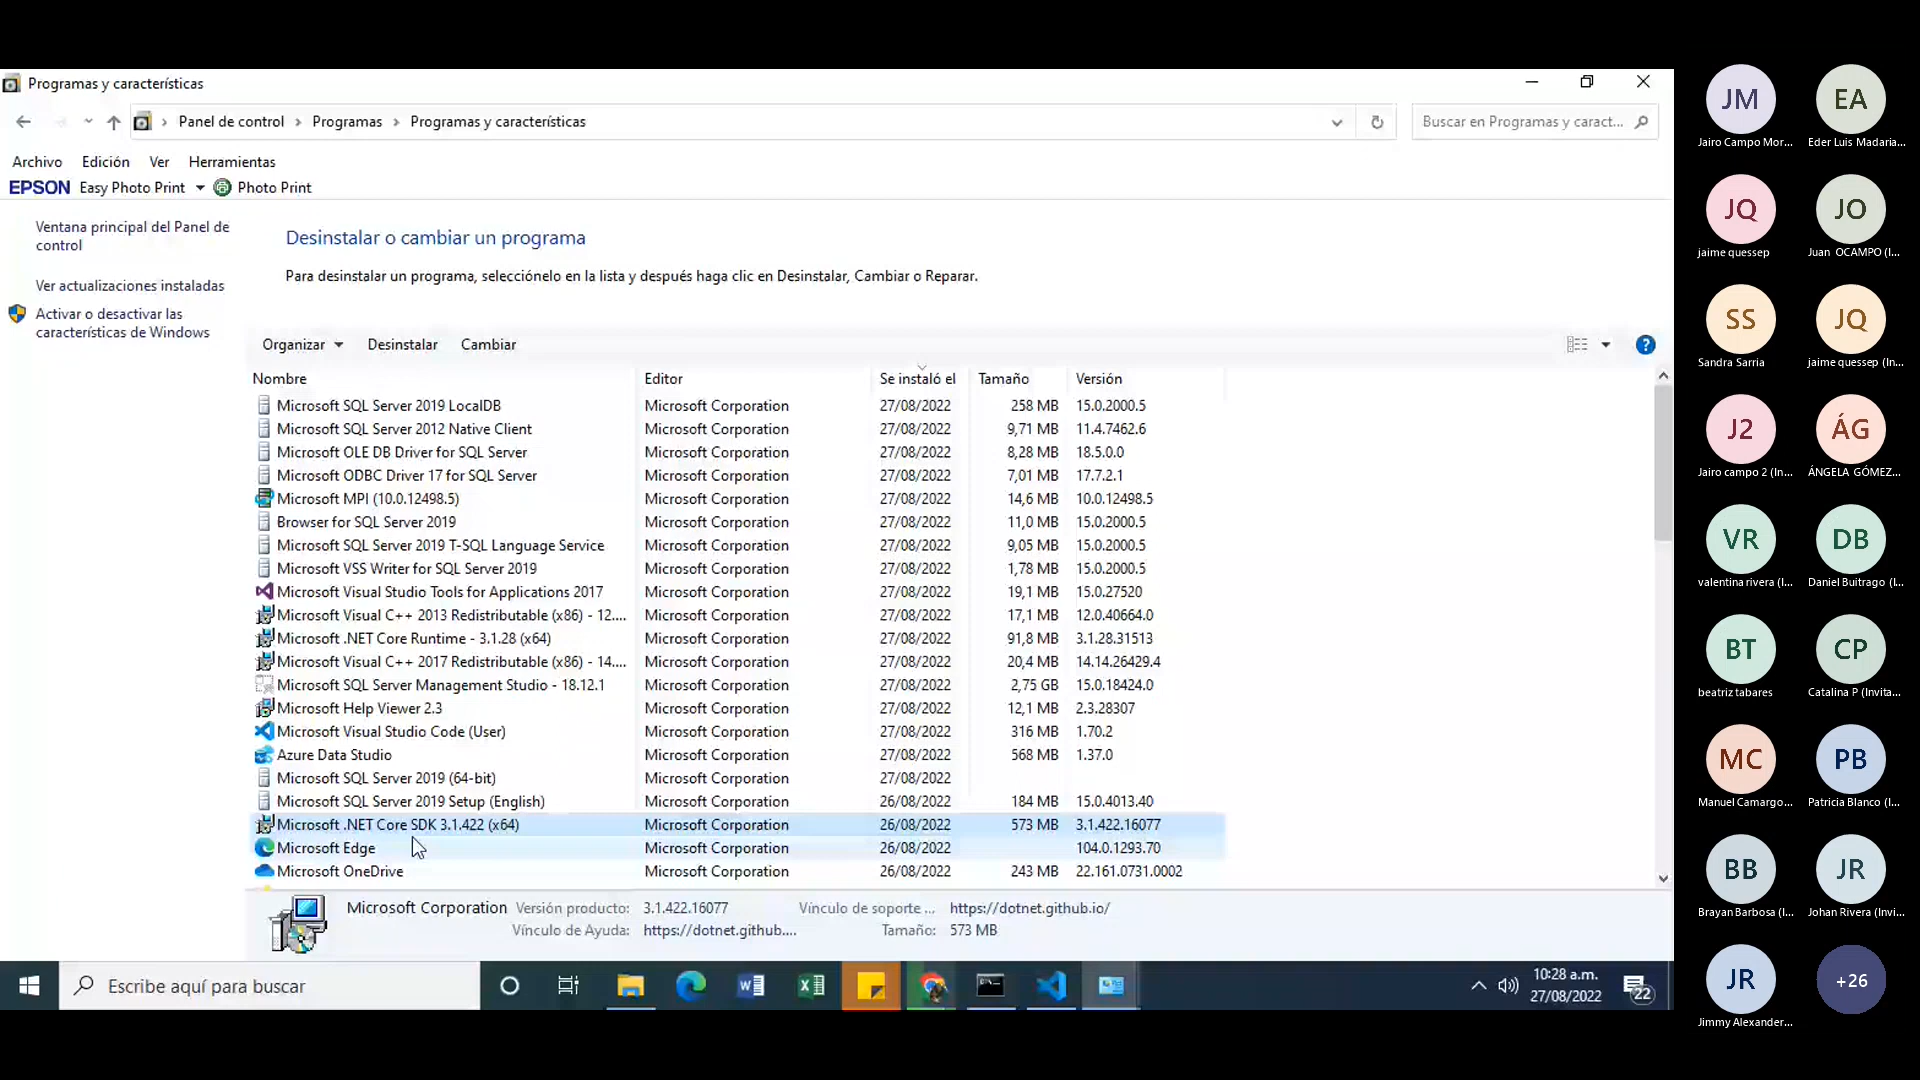 Programas y características
Panel de control > Programas > Programas y características
Buscar en Programas y caract...
Archivo Edición Ver Herramientas
EPSON Easy Photo Print Photo Print
Ventana principal del Panel de
control
Ver actualizaciones instaladas
Activar o desactivar las
características de Windows
Desinstalar o cambiar un programa
Para desinstalar un programa, selecciónelo en la lista y después haga clic en Desinstalar, Cambiar o Reparar.
Organizar Desinstalar Cambiar
Nombre Editor Se instaló el Tamaño Versión
Microsoft SQL Server 2019 LocalDB Microsoft Corporation 27/08/2022 258 MB 15.0.2000.5
Microsoft SQL Server 2012 Native Client Microsoft Corporation 27/08/2022 9,71 MB 11.4.7462.6
Microsoft OLE DB Driver for SQL Server Microsoft Corporation 27/08/2022 8,28 MB 18.5.0.0
Microsoft ODBC Driver 17 for SQL Server Microsoft Corporation 27/08/2022 7,01 MB 17.7.2.1
Microsoft MPI (10.0.12498.5) Microsoft Corporation 27/08/2022 14,6 MB 10.0.12498.5
Browser for SQL Server 2019 Microsoft Corporation 27/08/2022 11,0 MB 15.0.2000.5
Microsoft SQL Server 2019 T-SQL Language Service Microsoft Corporation 27/08/2022 9,05 MB 15.0.2000.5
Microsoft VSS Writer for SQL Server 2019 Microsoft Corporation 27/08/2022 1,78 MB 15.0.2000.5
Microsoft Visual Studio Tools for Applications 2017 Microsoft Corporation 27/08/2022 19,1 MB 15.0.27520
Microsoft Visual C++ 2013 Redistributable (x86) - 12.... Microsoft Corporation 27/08/2022 17,1 MB 12.0.40664.0
Microsoft .NET Core Runtime - 3.1.28 (x64) Microsoft Corporation 27/08/2022 91,8 MB 3.1.28.31513
Microsoft Visual C++ 2017 Redistributable (x86) - 14.... Microsoft Corporation 27/08/2022 20,4 MB 14.14.26429.4
Microsoft SQL Server Management Studio - 18.12.1 Microsoft Corporation 27/08/2022 2,75 GB 15.0.18424.0
Microsoft Help Viewer 2.3 Microsoft Corporation 27/08/2022 12,1 MB 2.3.28307
Microsoft Visual Studio Code (User) Microsoft Corporation 27/08/2022 316 MB 1.70.2
Azure Data Studio Microsoft Corporation 27/08/2022 568 MB 1.37.0
Microsoft SQL Server 2019 (64-bit) Microsoft Corporation 27/08/2022
Microsoft SQL Server 2019 Setup (English) Microsoft Corporation 26/08/2022 184 MB 15.0.4013.40
Microsoft .NET Core SDK 3.1.422 (x64) Microsoft Corporation 26/08/2022 573 MB 3.1.422.16077
Microsoft Edge Microsoft Corporation 26/08/2022 104.0.1293.70
Microsoft OneDrive Microsoft Corporation 26/08/2022 243 MB 22.161.0731.0002
Microsoft Corporation Versión producto: 3.1.422.16077 Vínculo de soporte ... https://dotnet.github.io/
Vínculo de Ayuda: https://dotnet.github.... Tamaño: 573 MB
Escribe aquí para buscar
10:28 a.m.
27/08/2022
22
JM EA
Jairo Campo Mor... Eder Luis Madaria...
JQ JO
jaime quessep Juan OCAMPO (I...
SS JQ
Sandra Sarria jaime quessep (In...
J2 ÁG
Jairo campo 2 (In... ÁNGELA GÓMEZ...
VR DB
valentina rivera (I... Daniel Buitrago (I...
BT CP
beatriz tabares Catalina P (Invita...
MC PB
Manuel Camargo... Patricia Blanco (I...
BB JR
Brayan Barbosa (I... Johan Rivera (Invi...
JR +26
Jimmy Alexander...